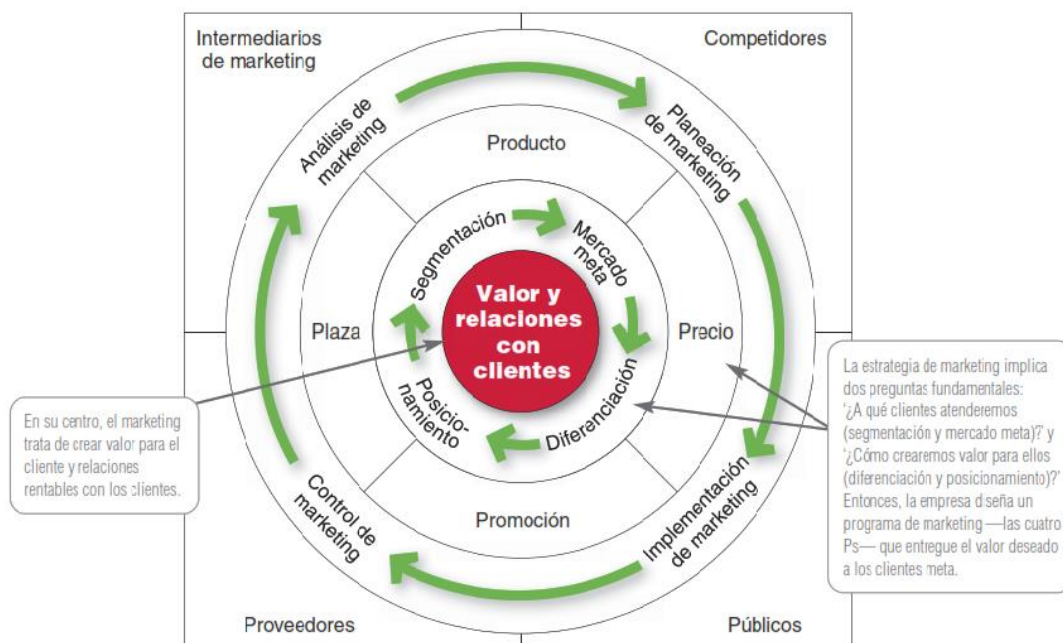 Intermediarios
de marketing
Competidores
Análisis de
marketing
Planeación
de marketing
Producto
Segmentación
Mercado
meta
Valor y
relaciones
con
clientes
Plaza
Precio
Posicio-
namiento
Diferenciación
Control de
marketing
Implementación
de marketing
Promoción
Proveedores
Públicos
En su centro, el marketing
trata de crear valor para el
cliente y relaciones
rentables con los clientes.
La estrategia de marketing implica
dos preguntas fundamentales:
'¿A qué clientes atenderemos
(segmentación y mercado meta)?' y
'¿Cómo crearemos valor para ellos
(diferenciación y posicionamiento)?'
Entonces, la empresa diseña un
programa de marketing —las cuatro
Ps— que entregue el valor deseado
a los clientes meta.